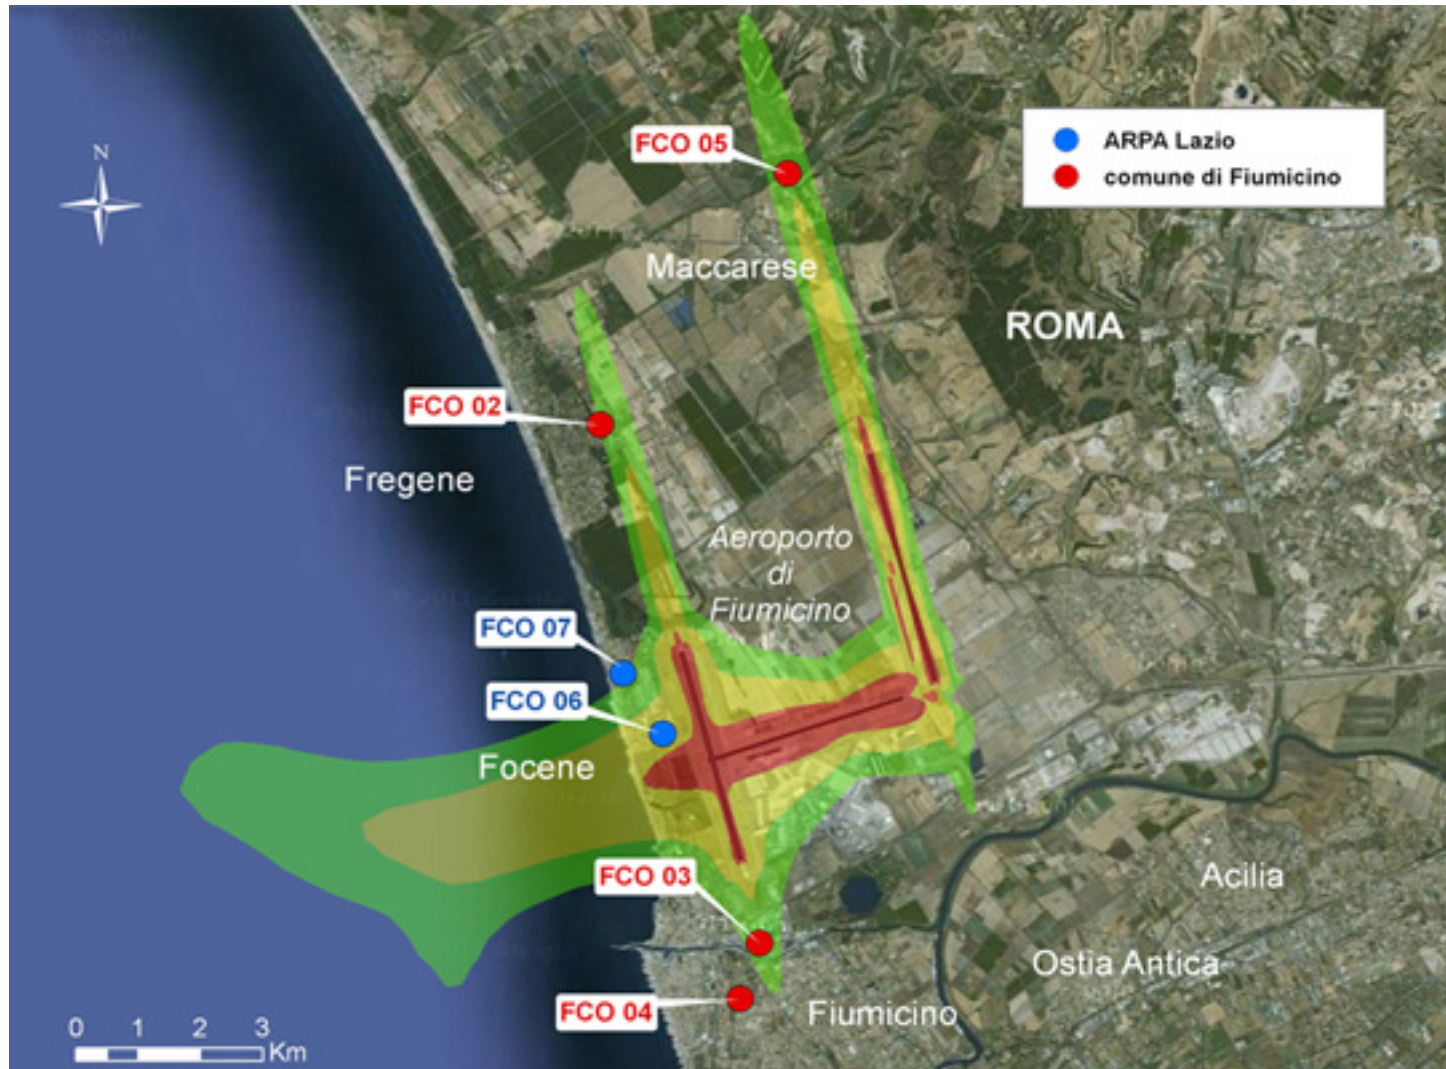 Google
FCO 05
ARPA Lazio
comune di Fiumicino
N
Maccarese
ROMA
FCO 02
Fregene
Aeroporto
di
Fiumicino
FCO 07
FCO 06
Focene
FCO 03
Acilia
Ostia Antica
FCO 04
Fiumicino
0 1 2 3
Km